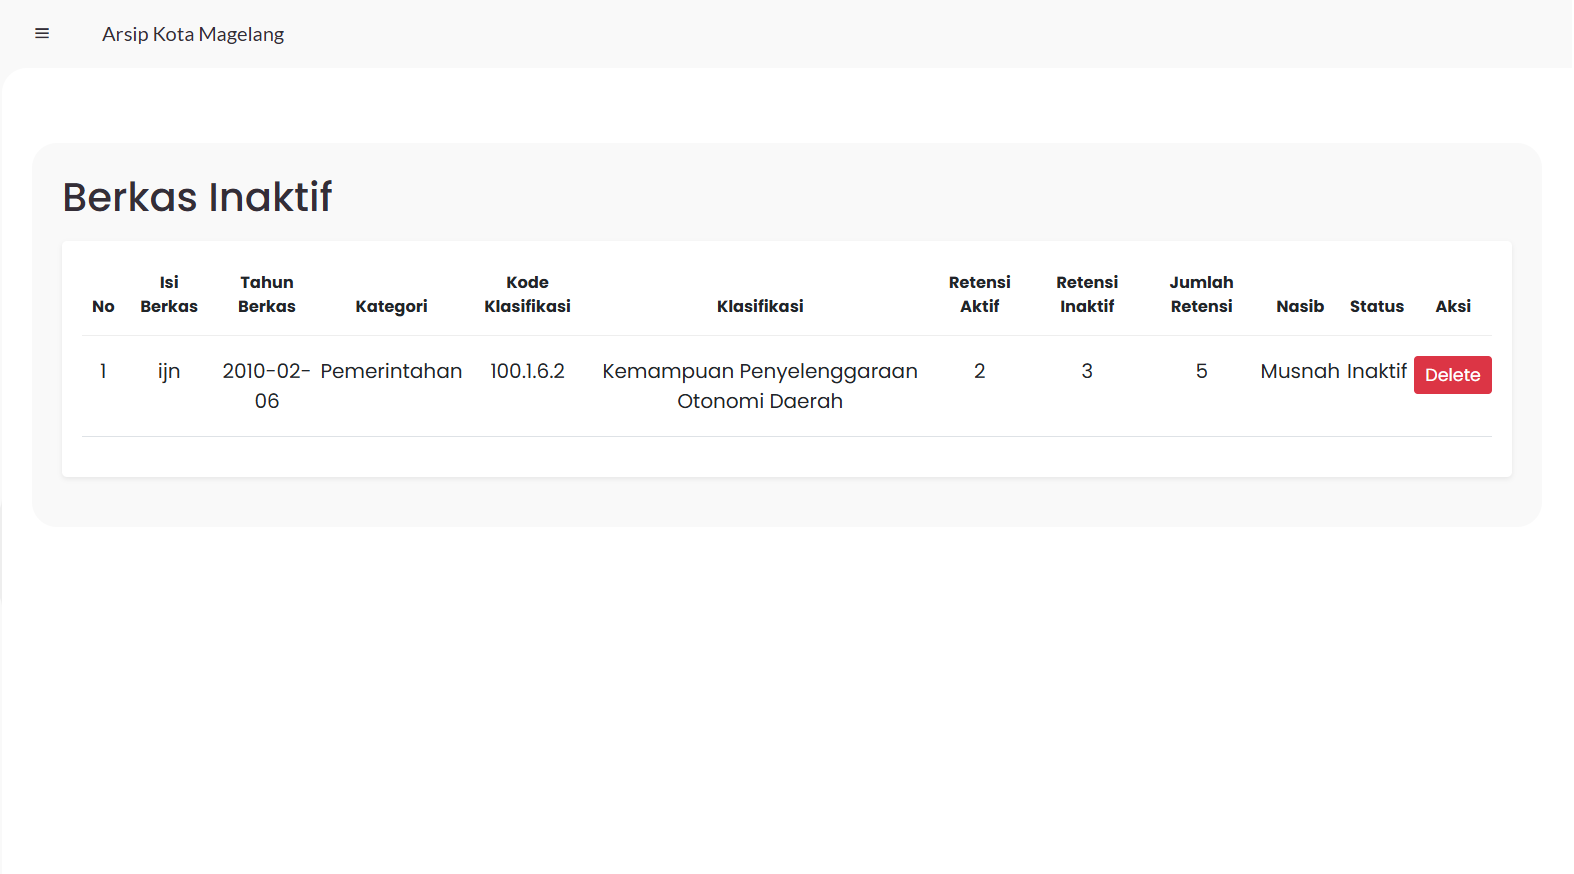 Arsip Kota Magelang
Berkas Inaktif
No Isi Berkas Tahun Berkas Kategori Kode Klasifikasi Klasifikasi Retensi Aktif Retensi Inaktif Jumlah Retensi Nasib Status Aksi
1 ijn 2010-02- Pemerintahan 100.1.6.2 Kemampuan Penyelenggaraan 2 3 5 Musnah Inaktif Delete
06 Otonomi Daerah